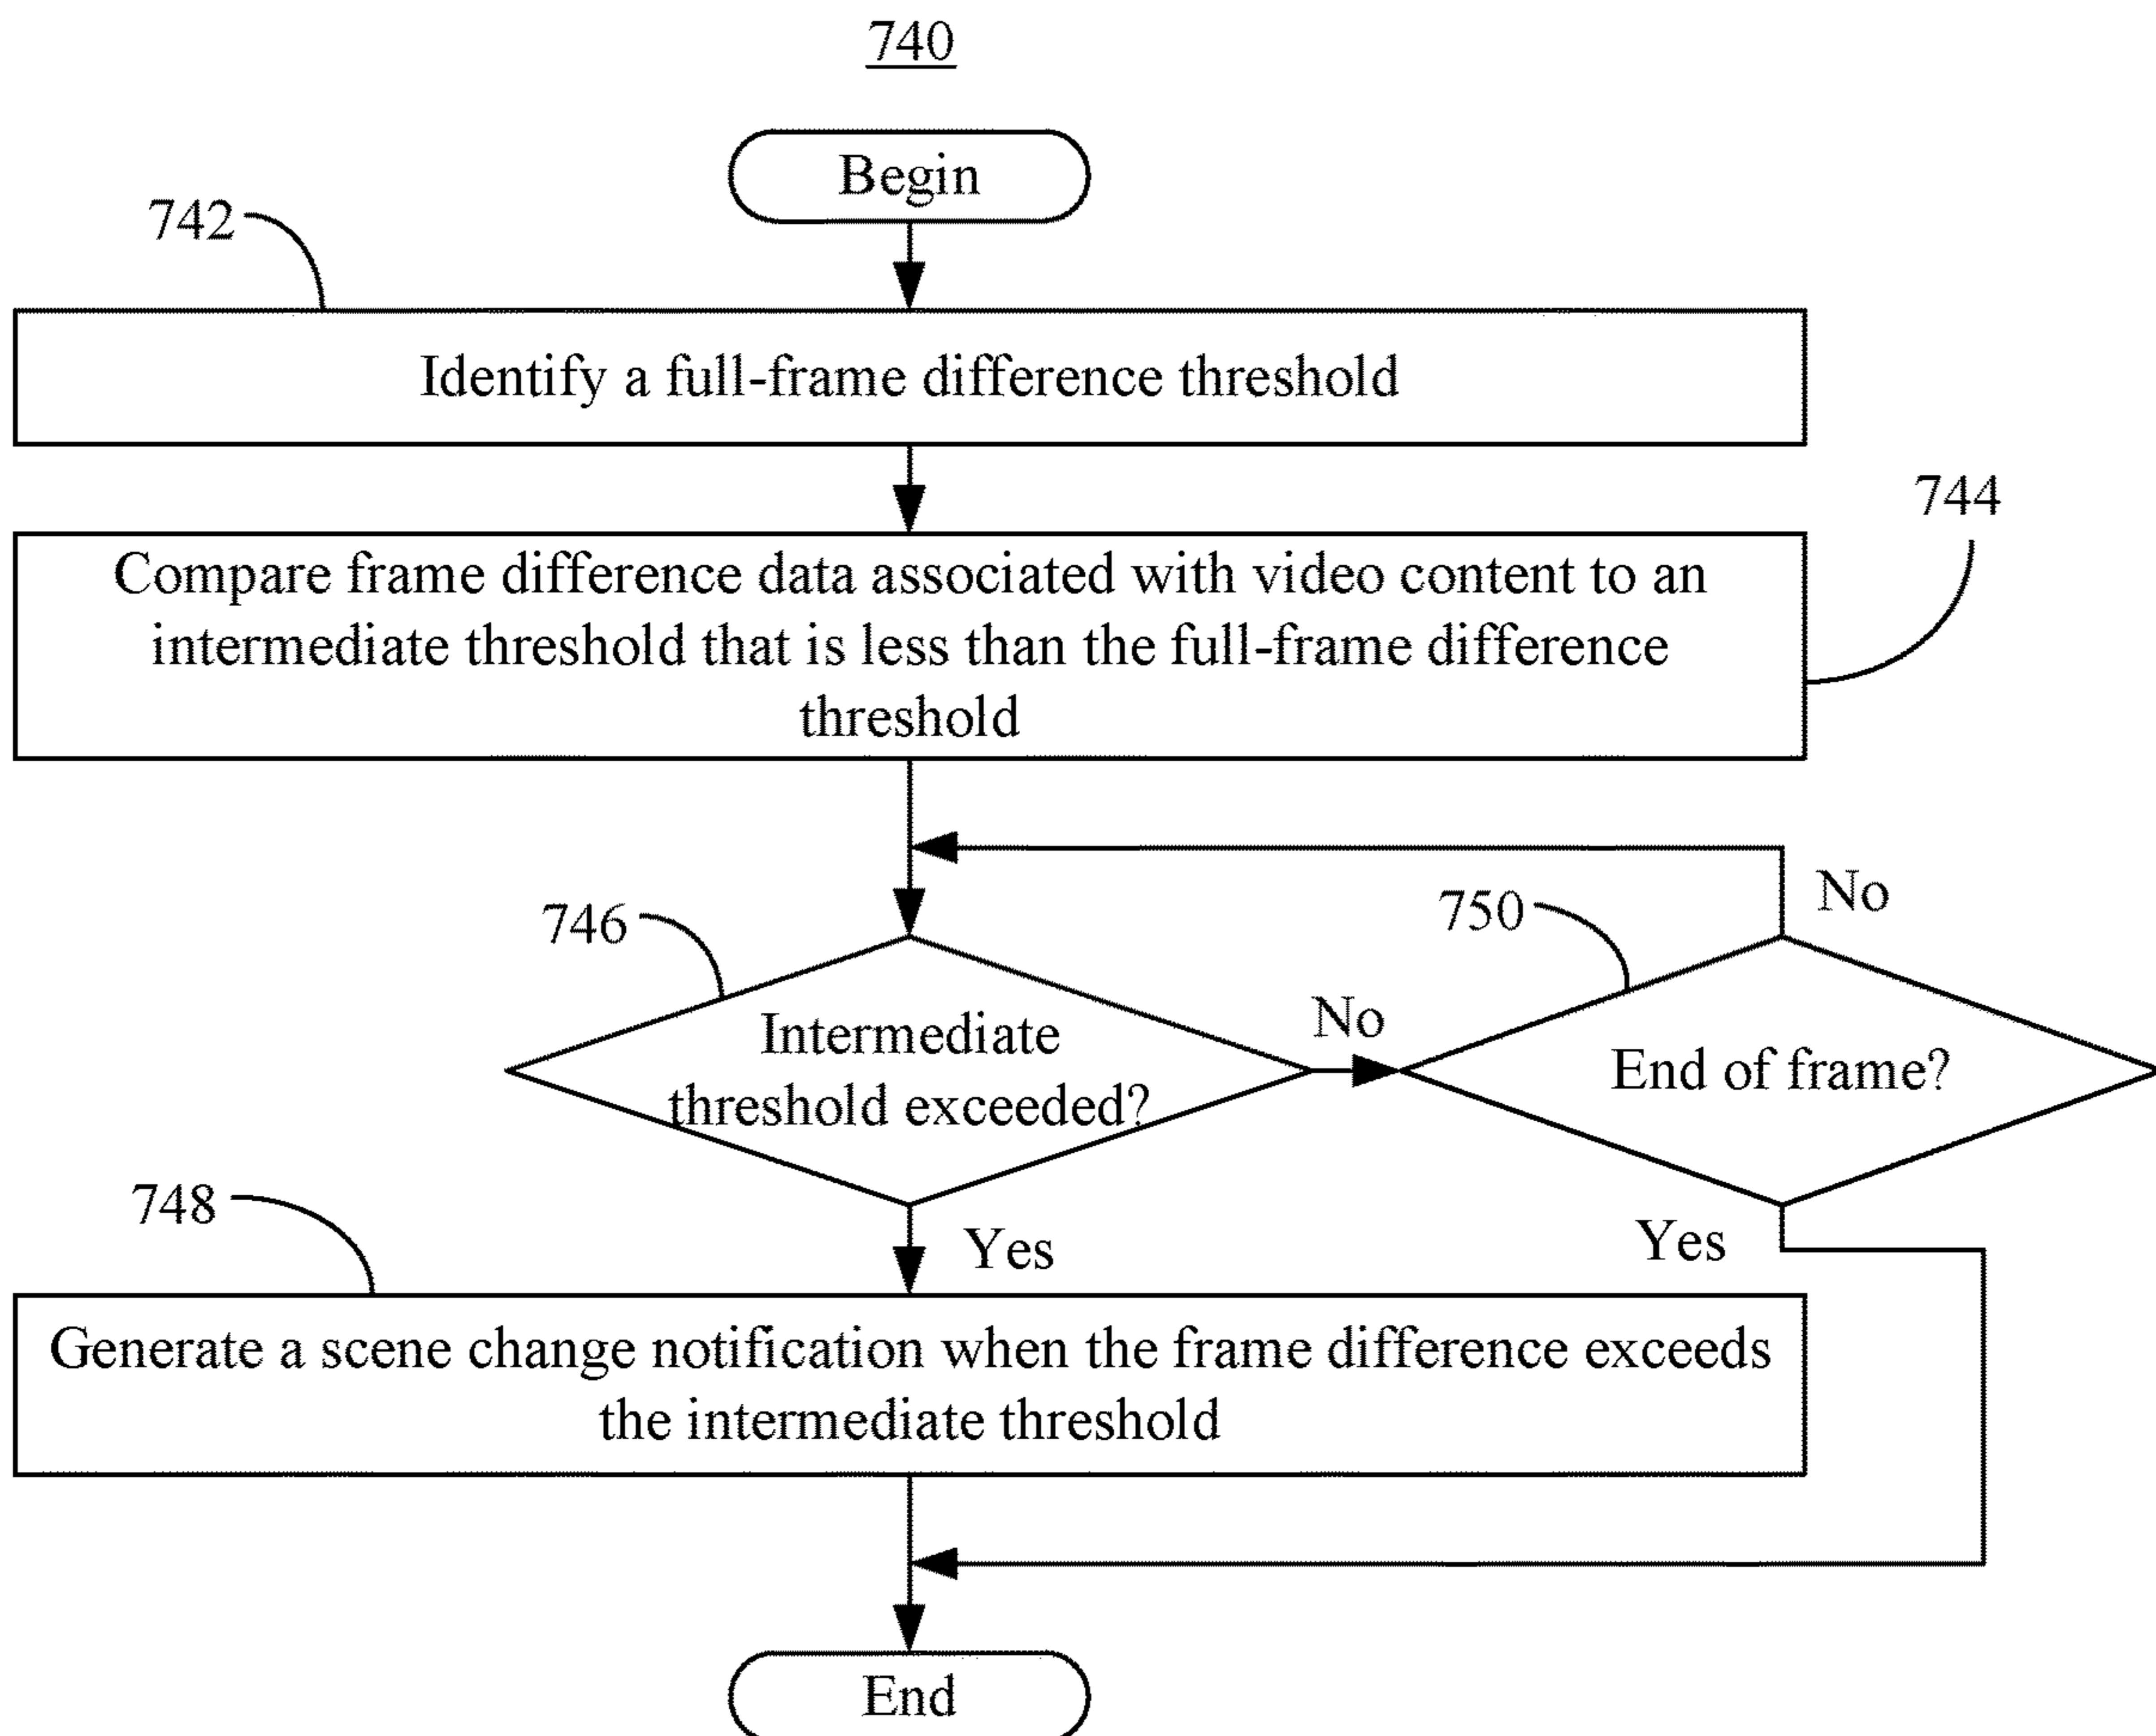 740
Begin
742
Identify a full-frame difference threshold
744
Compare frame difference data associated with video content to an
intermediate threshold that is less than the full-frame difference
threshold
No
746
750
Intermediate
threshold exceeded?
No
End of frame?
748
Yes
Yes
Generate a scene change notification when the frame difference exceeds
the intermediate threshold
End